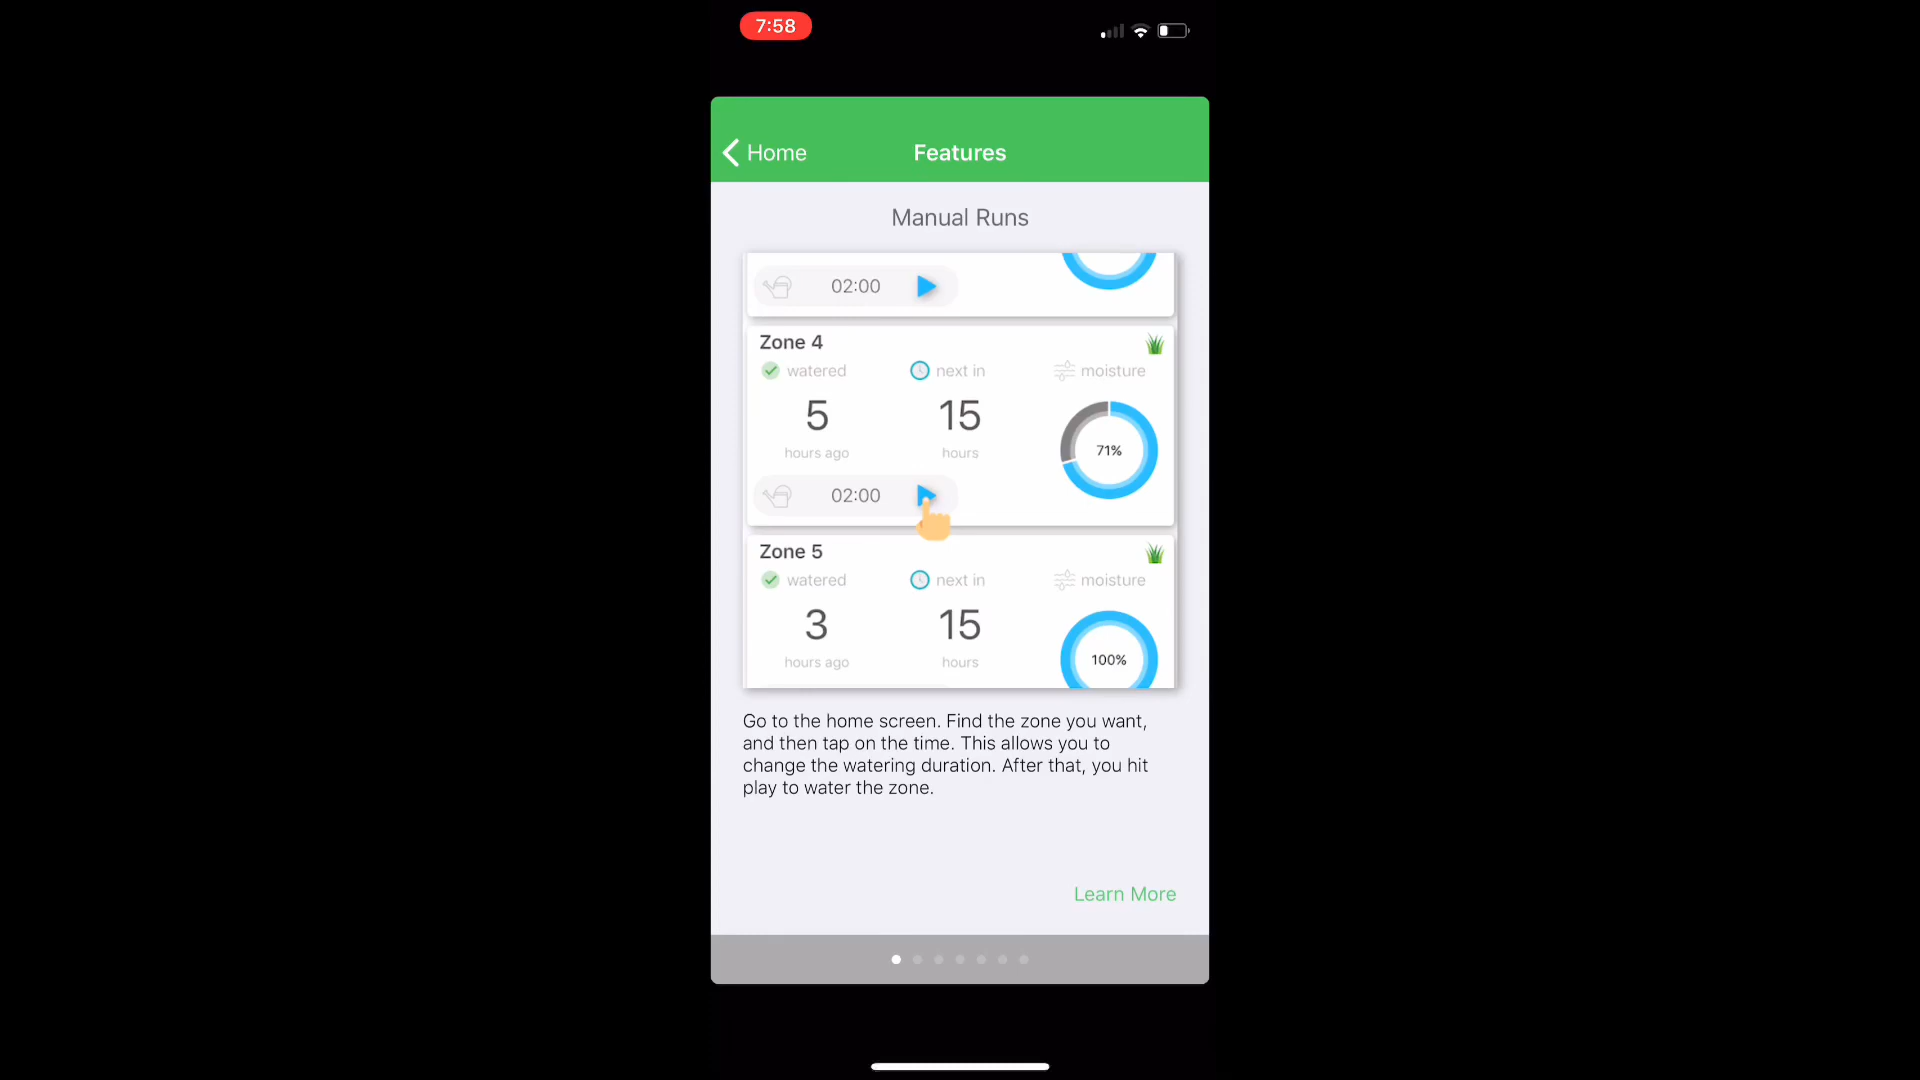 7:58
Home
Features
Manual Runs
02:00
Zone 4
watered
next in
moisture
5
15
71%
hours ago
hours
02:00
Zone 5
watered
next in
moisture
3
15
100%
hours ago
hours
Go to the home screen. Find the zone you want,
and then tap on the time. This allows you to
change the watering duration. After that, you hit
play to water the zone.
Learn More